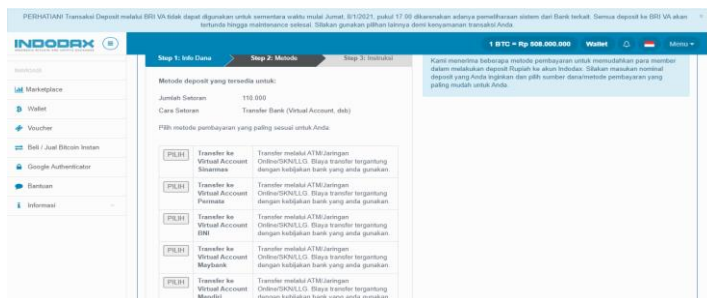 PERHATIAN! Transaksi Deposit melalui BRI VA tidak dapat digunakan untuk sementara waktu mulai Jumat, 8/1/2021, pukul 17.00 dikarenakan adanya pemeliharaan sistem dari Bank terkait. Semua deposit ke BRI VA akan
tertunda hingga maintenance selesai. Silakan gunakan pilihan lainnya demi kenyamanan transaksi Anda.
INDODAX
1 BTC = Rp 508.000.000 Wallet Menu
Marketplace
Wallet
Voucher
Beli / Jual Bitcoin Instan
Google Authenticator
Bantuan
Informasi
Step 1: Info Dana Step 2: Metode Step 3: Instruksi
Metode deposit yang tersedia untuk:
Jumlah Setoran 110.000
Cara Setoran Transfer Bank (Virtual Account, dsb)
Pilih metode pembayaran yang paling sesuai untuk Anda:
PILIH Transfer ke Transfer melalui ATM/Jaringan
Virtual Account Online/SKN/LLG. Biaya transfer tergantung
Sinarmas dengan kebijakan bank yang anda gunakan.
PILIH Transfer ke Transfer melalui ATM/Jaringan
Virtual Account Online/SKN/LLG. Biaya transfer tergantung
Permata dengan kebijakan bank yang anda gunakan.
PILIH Transfer ke Transfer melalui ATM/Jaringan
Virtual Account Online/SKN/LLG. Biaya transfer tergantung
BNI dengan kebijakan bank yang anda gunakan.
PILIH Transfer ke Transfer melalui ATM/Jaringan
Virtual Account Online/SKN/LLG. Biaya transfer tergantung
Maybank dengan kebijakan bank yang anda gunakan.
PILIH Transfer ke Transfer melalui ATM/Jaringan
Virtual Account Online/SKN/LLG. Biaya transfer tergantung
Mandiri dengan kebijakan bank yang anda gunakan.
Kami menerima beberapa metode pembayaran untuk memudahkan para member
dalam melakukan deposit Rupiah ke akun Indodax. Silakan masukan nominal
deposit yang Anda inginkan dan pilih sumber dana/metode pembayaran yang
paling mudah untuk Anda.